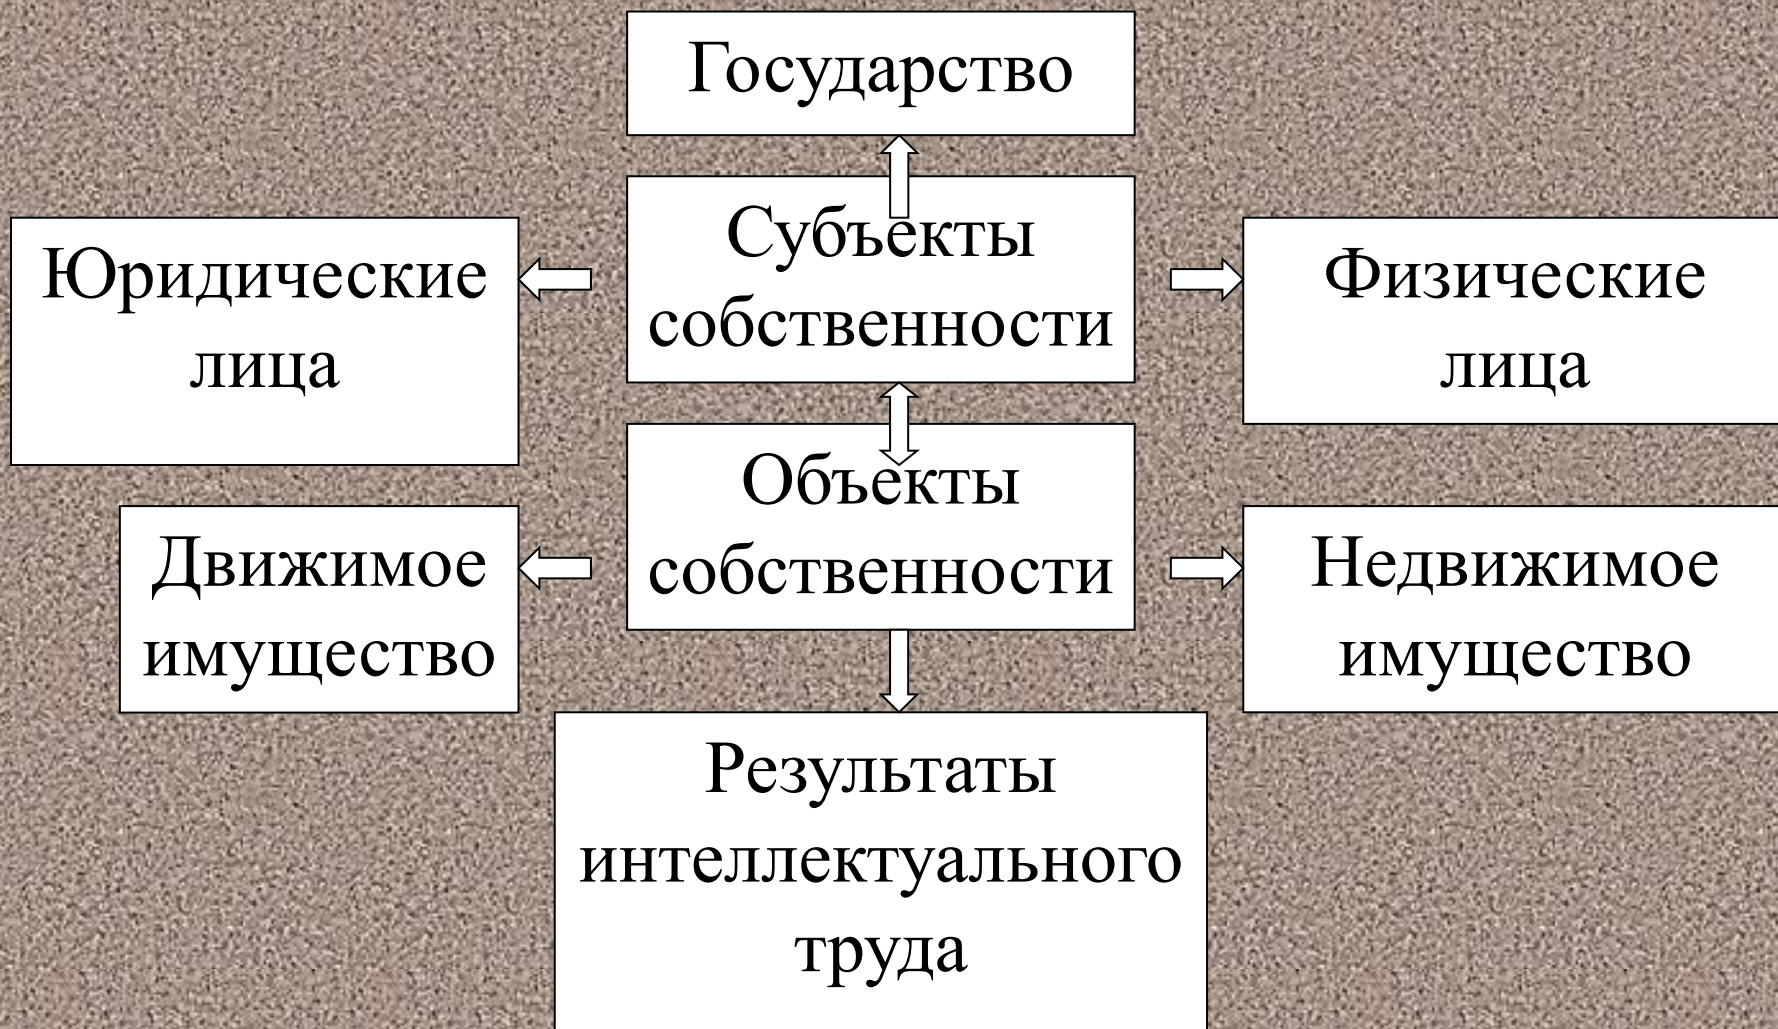 Государство
Субъекты
собственности
Юридические
лица
Физические
лица
Объекты
собственности
Движимое
имущество
Недвижимое
имущество
Результаты
интеллектуального
труда